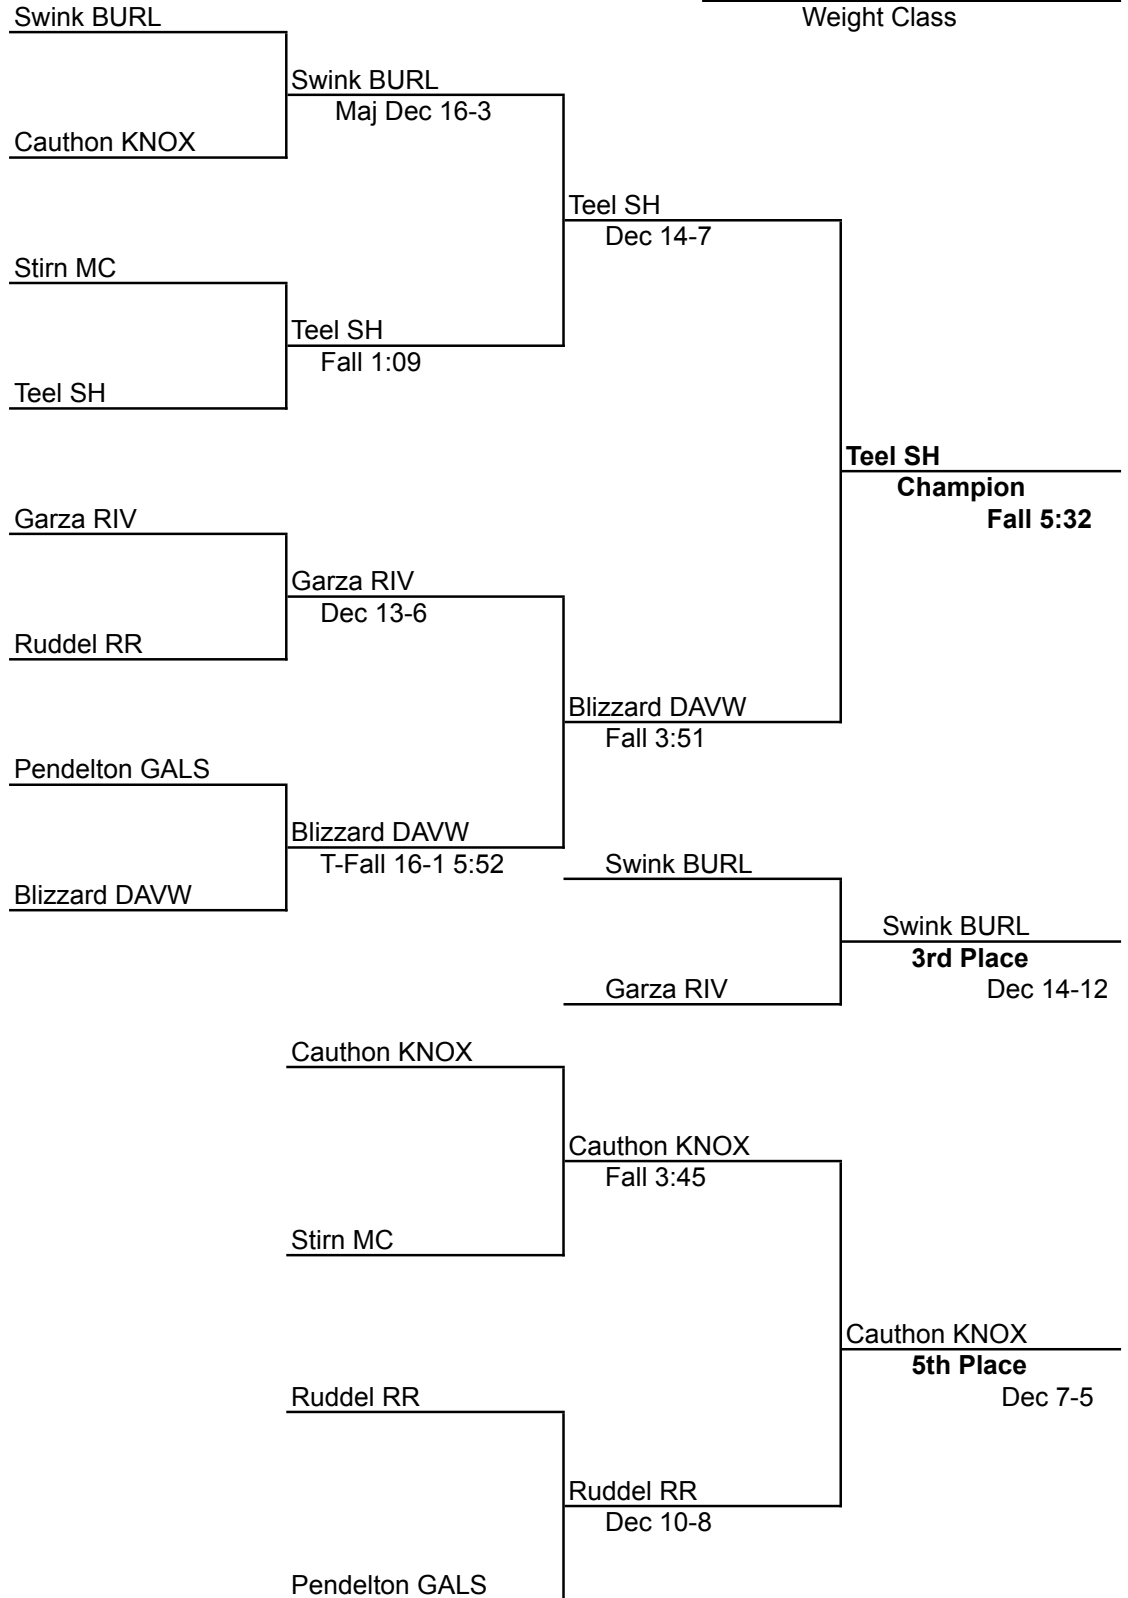 Swink BURL
Weight Class
Swink BURL
Maj Dec 16-3
Cauthon KNOX
Teel SH
Dec 14-7
Stirn MC
Teel SH
Fall 1:09
Teel SH
Teel SH
Champion
Fall 5:32
Garza RIV
Garza RIV
Dec 13-6
Ruddel RR
Blizzard DAVW
Fall 3:51
Pendelton GALS
Blizzard DAVW
T-Fall 16-1 5:52
Swink BURL
Blizzard DAVW
Swink BURL
3rd Place
Garza RIV
Dec 14-12
Cauthon KNOX
Cauthon KNOX
Fall 3:45
Stirn MC
Cauthon KNOX
5th Place
Dec 7-5
Ruddel RR
Ruddel RR
Dec 10-8
Pendelton GALS